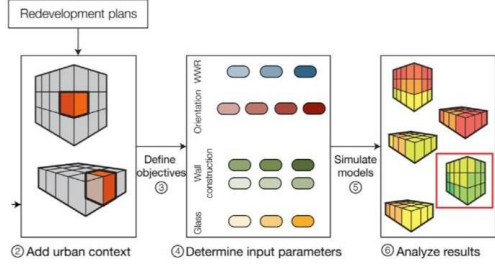 Redevelopment plans
WWR
Orientation
Wall
construction
Glass
Define
objectives
③
Simulate
models
⑤
② Add urban context
④ Determine input parameters
⑥ Analyze results